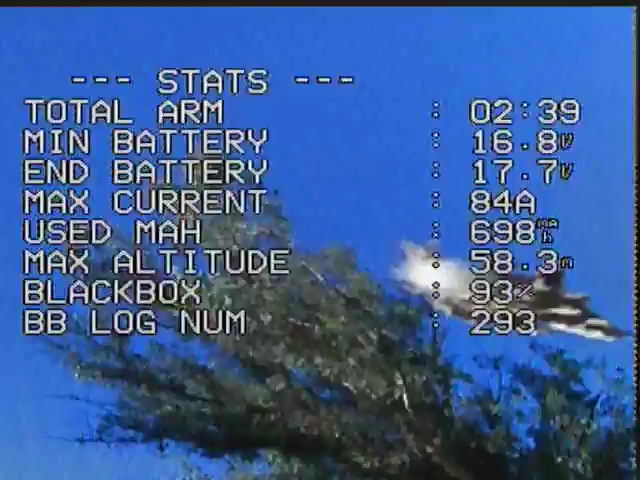 --- STATS ---
TOTAL ARM : 02:39
MIN BATTERY : 16.8V
END BATTERY : 17.7V
MAX CURRENT : 84A
USED MAH : 698MAh
MAX ALTITUDE : 58.3m
BLACKBOX : 93%
BB LOG NUM : 293